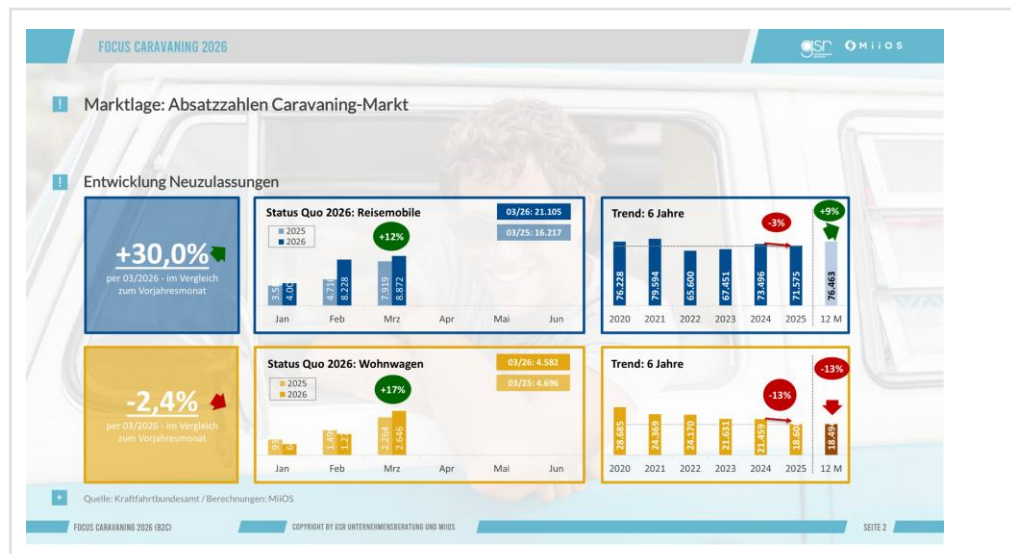 FOCUS CARAVANING 2026
gsr MiiOS
Marktlage: Absatzzahlen Caravaning-Markt
Entwicklung Neuzulassungen
+30,0%
per 03/2026 - im Vergleich
zum Vorjahresmonat
Status Quo 2026: Reisemobile
03/26: 21.105
03/25: 16.217
2025
2026
+12%
8.228
7.919
8.872
Jan Feb Mrz Apr Mai Jun
Trend: 6 Jahre
-3%
+9%
76.228
79.594
65.600
67.451
73.496
71.575
76.463
2020 2021 2022 2023 2024 2025 12 M
-2,4%
per 03/2026 - im Vergleich
zum Vorjahresmonat
Status Quo 2026: Wohnwagen
03/26: 4.582
03/25: 4.696
2025
2026
+17%
2.264
2.646
Jan Feb Mrz Apr Mai Jun
Trend: 6 Jahre
-13%
-13%
28.685
24.369
24.170
21.631
21.459
2020 2021 2022 2023 2024 2025 12 M
Quelle: Kraftfahrtbundesamt / Berechnungen: MiiOS
FOCUS CARAVANING 2026 (B2C)
COPYRIGHT BY GSR UNTERNEHMENSBERATUNG UND MIIOS
SEITE 2